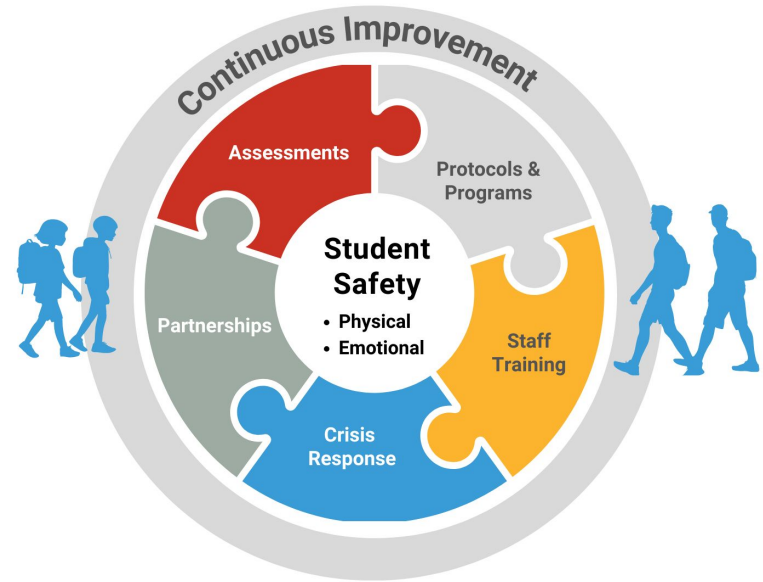 Continuous Improvement
Assessments
Protocols &
Programs
Student
Safety
• Physical
• Emotional
Partnerships
Staff
Training
Crisis
Response